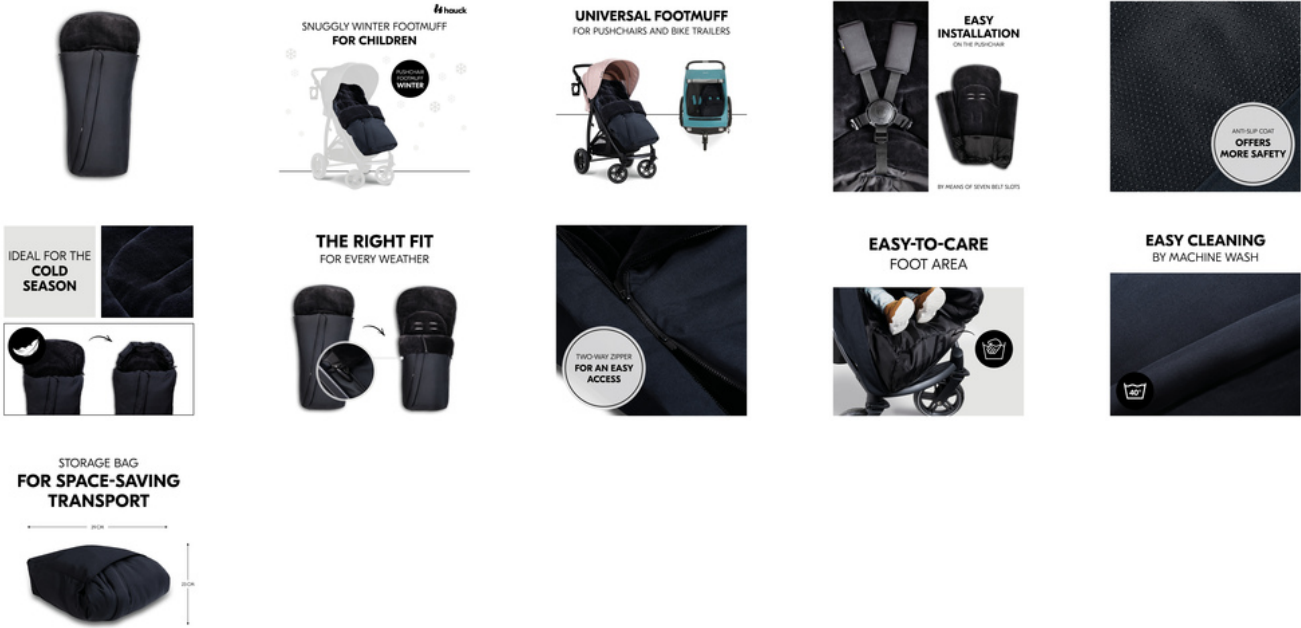 hauck
SNUGGLY WINTER FOOTMUFF
FOR CHILDREN
PUSHCHAIR
FOOTMUFF
WINTER
UNIVERSAL FOOTMUFF
FOR PUSHCHAIRS AND BIKE TRAILERS
EASY
INSTALLATION
ON THE PUSHCHAIR
BY MEANS OF SEVEN BELT SLOTS
ANTI-SLIP COAT
OFFERS
MORE SAFETY
IDEAL FOR THE
COLD
SEASON
THE RIGHT FIT
FOR EVERY WEATHER
TWO-WAY ZIPPER
FOR AN EASY
ACCESS
EASY-TO-CARE
FOOT AREA
EASY CLEANING
BY MACHINE WASH
40°
STORAGE BAG
FOR SPACE-SAVING
TRANSPORT